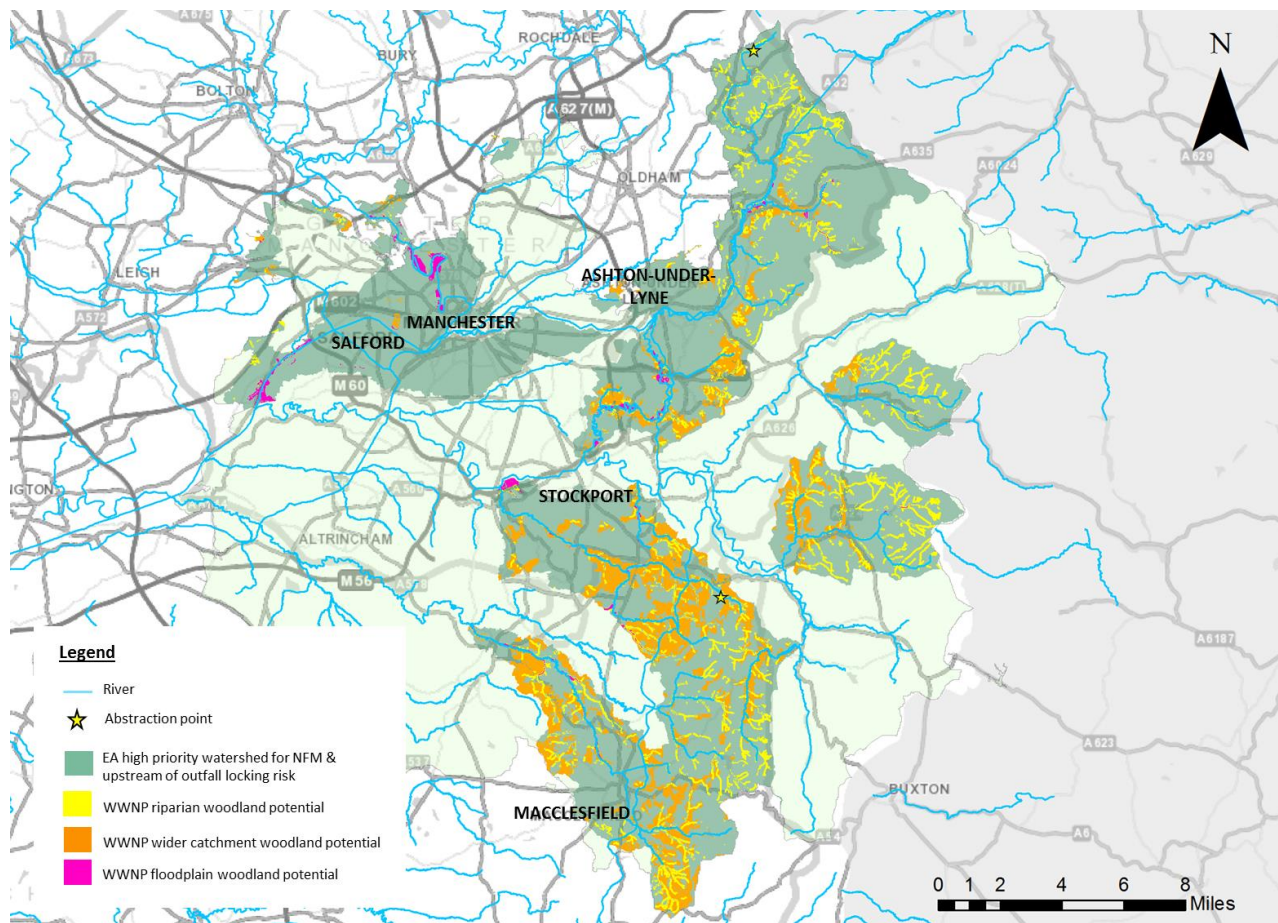 A675
A673
BURY
ROCHDALE
BOLTON
A627(M)
N
A635
A6024
A629
OLDHAM
LEIGH
ASHTON-UNDER-
LYNE
M602
A572
MANCHESTER
SALFORD
M60
A626
STOCKPORT
ALTRINCHAM
M56
A6187
Legend
River
Abstraction point
EA high priority watershed for NFM &
upstream of outfall locking risk
WWNP riparian woodland potential
WWNP wider catchment woodland potential
WWNP floodplain woodland potential
A623
BUXTON
MACCLESFIELD
A6
0 1 2 4 6 8
Miles